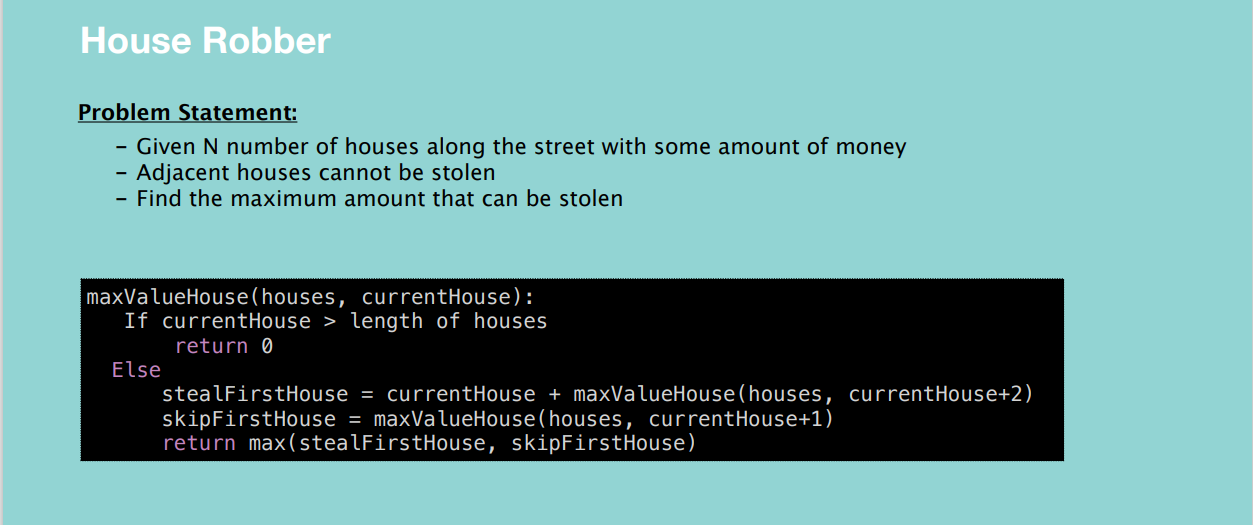 House Robber
Problem Statement:
- Given N number of houses along the street with some amount of money
- Adjacent houses cannot be stolen
- Find the maximum amount that can be stolen
maxValueHouse(houses, currentHouse):
   If currentHouse > length of houses
       return 0
  Else
      stealFirstHouse = currentHouse + maxValueHouse(houses, currentHouse+2)
      skipFirstHouse = maxValueHouse(houses, currentHouse+1)
      return max(stealFirstHouse, skipFirstHouse)